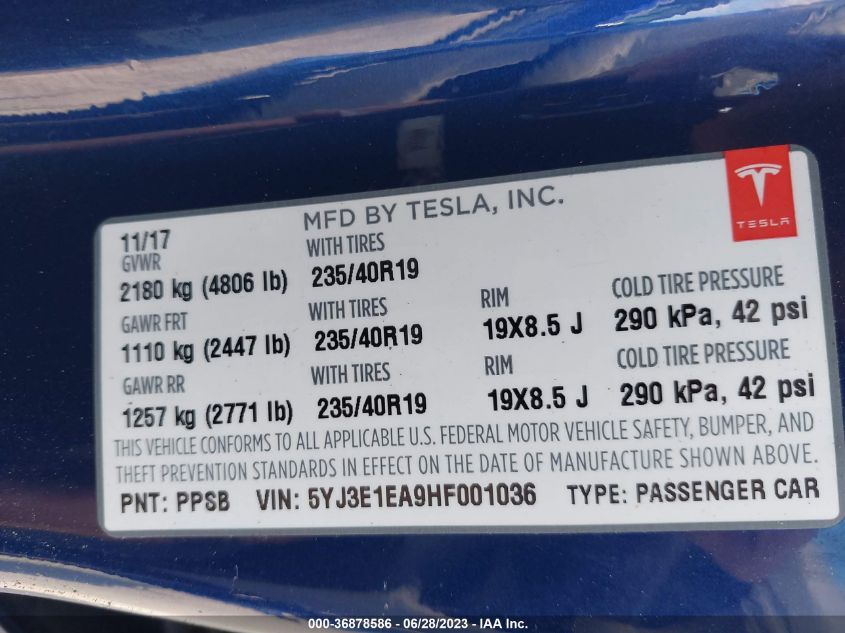 MFD BY TESLA, INC.
TESLA
11/17
GVWR
2180 kg (4806 lb)
WITH TIRES
235/40R19
GAWR FRT
1110 kg (2447 lb)
WITH TIRES
235/40R19
RIM
19X8.5 J
COLD TIRE PRESSURE
290 kPa, 42 psi
GAWR RR
1257 kg (2771 lb)
WITH TIRES
235/40R19
RIM
19X8.5 J
COLD TIRE PRESSURE
290 kPa, 42 psi
THIS VEHICLE CONFORMS TO ALL APPLICABLE U.S. FEDERAL MOTOR VEHICLE SAFETY, BUMPER, AND
THEFT PREVENTION STANDARDS IN EFFECT ON THE DATE OF MANUFACTURE SHOWN ABOVE.
PNT: PPSB VIN: 5YJ3E1EA9HF001036 TYPE: PASSENGER CAR
000-36878586 - 06/28/2023 - IAA Inc.